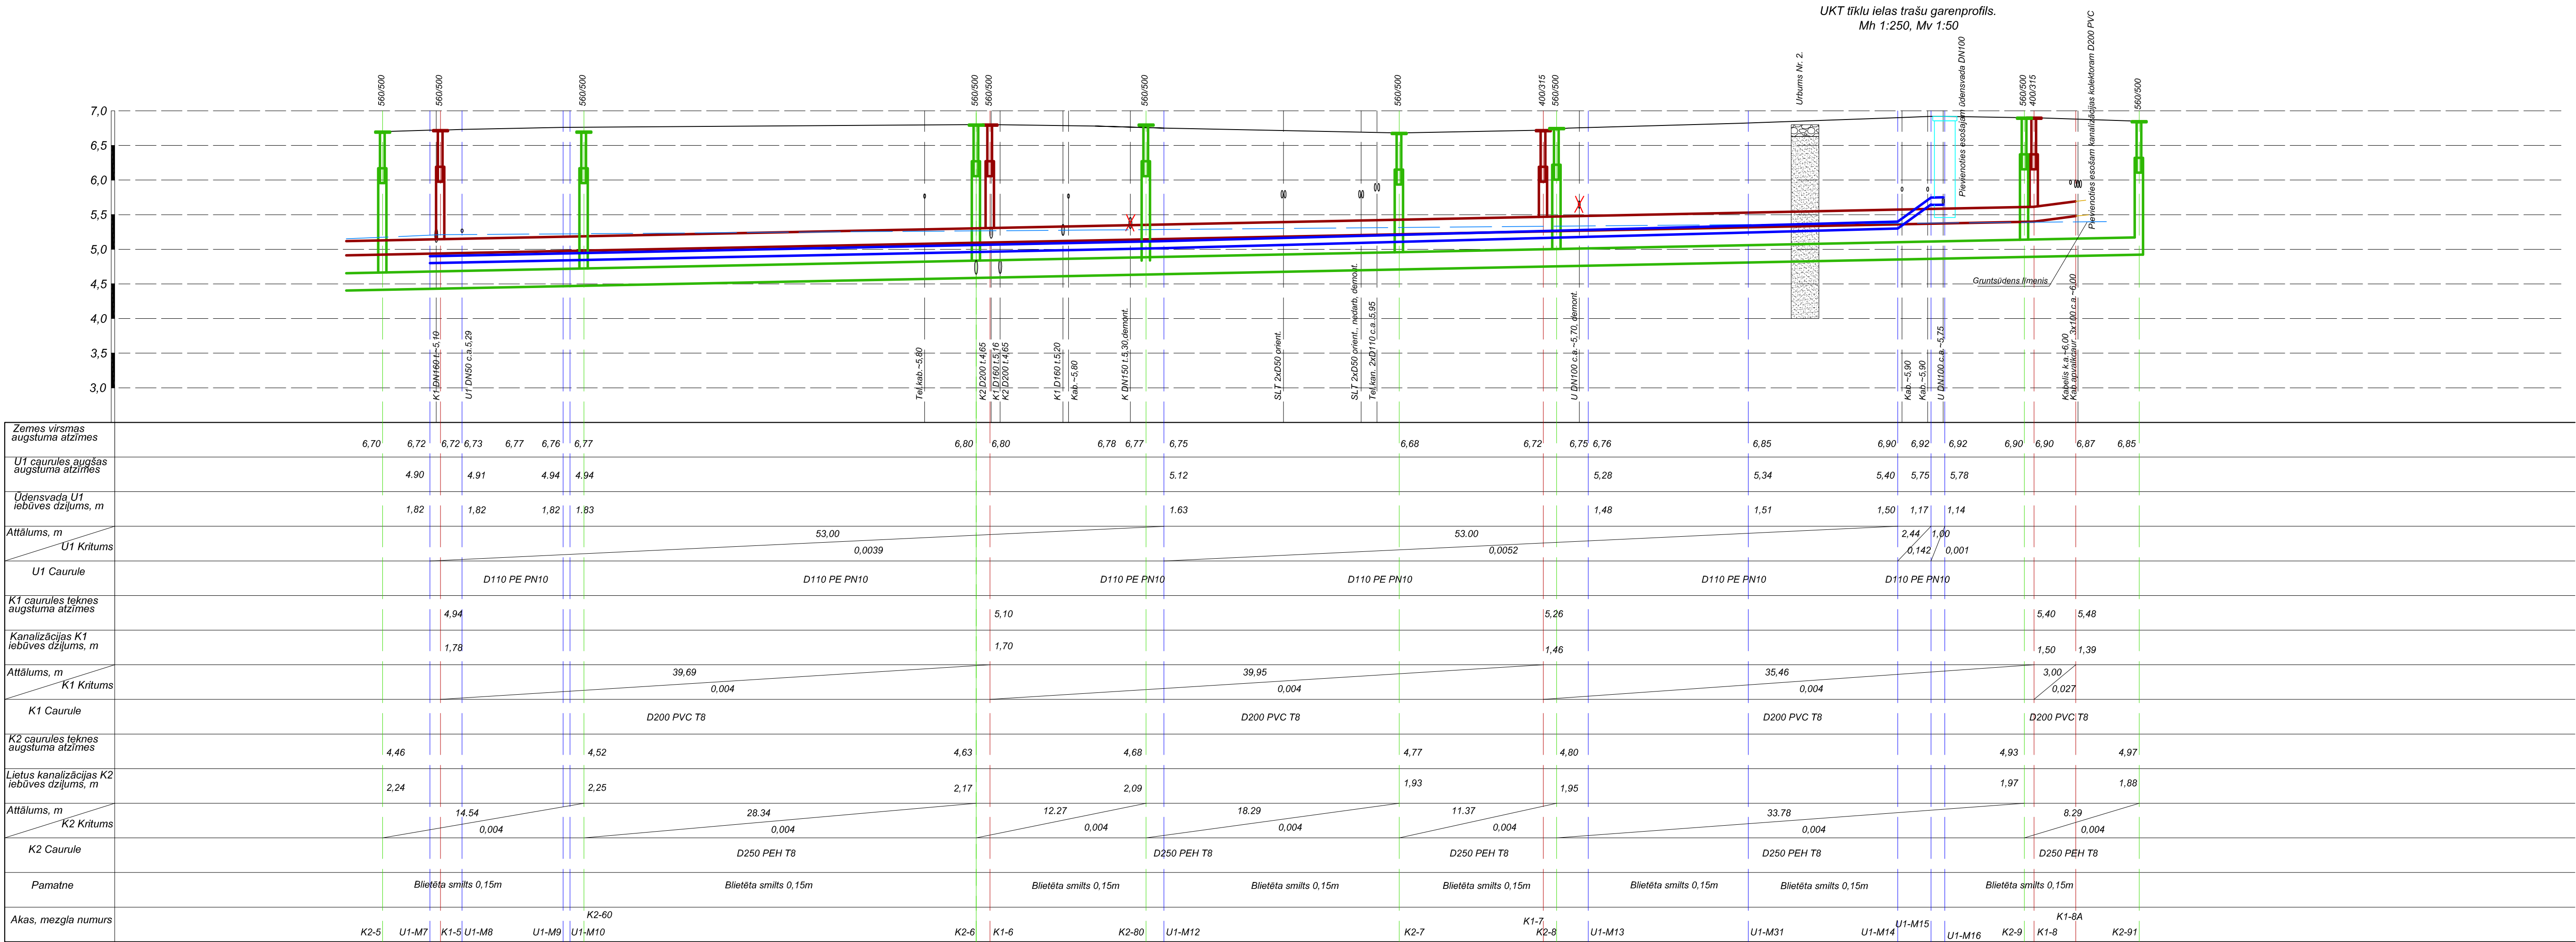 UKT tīklu ielas trašu garenprofils.
Mh 1:250, Mv 1:50
560/500
560/500
560/500
560/500
560/500
560/500
560/500
400/315
560/500
Urbums Nr. 2.
Pievienoties esošajam ūdensvada DN100
560/500
400/315
Pievienoties esošam kanalizācijas kolektoram D200 PVC
560/500
7,0
6,5
6,0
5,5
5,0
4,5
4,0
3,5
3,0
Gruntsūdens līmenis
K1 DN160 t.~5,10
U1 DN50 c.a.5,29
Tel.kab.~5,80
K2 D200 t.4,65
K1 D160 t.5,16
K2 D200 t.4,65
K1 D160 t.5,20
Kab.~5,80
K DN150 t.5,30,demont.
SL-T 2xD50 orient.
SL-T 2xD50 orient., nedarb, demont.
Tel.kan. 2xD110 c.a.:5,95
U DN100 c.a.~5,70, demont.
Kab.~5,90
Kab.~5,90
U DN100 c.a.~5,75
Kabelis k.a.~6,00
Kab.apvalkcaur. 3x100 c.a.~6,00
Zemes virsmas
augstuma atzīmes
6,70 6,72 6,72 6,73 6,77 6,76 6,77 6,80 6,80 6,78 6,77 6,75 6,68 6,72 6,75 6,76 6,85 6,90 6,92 6,92 6,90 6,90 6,87 6,85
U1 caurules augšas
augstuma atzīmes
4.90 4.91 4.94 4.94 5.12 5,28 5,34 5,40 5,75 5,78
Ūdensvada U1
iebūves dziļums, m
1,82 1,82 1,82 1.83 1.63 1,48 1,51 1,50 1,17 1,14
Attālums, m
53,00 53.00 2,44 1,00
U1 Kritums
0,0039 0,0052 0,142 0,001
U1 Caurule
D110 PE PN10 D110 PE PN10 D110 PE PN10 D110 PE PN10 D110 PE PN10 D110 PE PN10
K1 caurules teknes
augstuma atzīmes
4,94 5,10 5,26 5,40 5,48
Kanalizācijas K1
iebūves dziļums, m
1,78 1,70 1,46 1,50 1,39
Attālums, m
39,69 39,95 35,46 3,00
K1 Kritums
0,004 0,004 0,004 0,027
K1 Caurule
D200 PVC T8 D200 PVC T8 D200 PVC T8 D200 PVC T8
K2 caurules teknes
augstuma atzīmes
4,46 4,52 4,63 4,68 4,77 4,80 4,93 4,97
Lietus kanalizācijas K2
iebūves dziļums, m
2,24 2,25 2,17 2,09 1,93 1,95 1,97 1,88
Attālums, m
14.54 28.34 12.27 18.29 11.37 33.78 8.29
K2 Kritums
0,004 0,004 0,004 0,004 0,004 0,004 0,004
K2 Caurule
D250 PEH T8 D250 PEH T8 D250 PEH T8 D250 PEH T8 D250 PEH T8
Pamatne
Blietēta smilts 0,15m Blietēta smilts 0,15m Blietēta smilts 0,15m Blietēta smilts 0,15m Blietēta smilts 0,15m Blietēta smilts 0,15m Blietēta smilts 0,15m Blietēta smilts 0,15m
Akas, mezgla numurs
K2-5 U1-M7 K1-5 U1-M8 U1-M9 U1-M10 K2-60 K2-6 K1-6 K2-80 U1-M12 K2-7 K1-7 K2-8 U1-M13 U1-M31 U1-M14 U1-M15 U1-M16 K2-9 K1-8 K1-8A K2-91